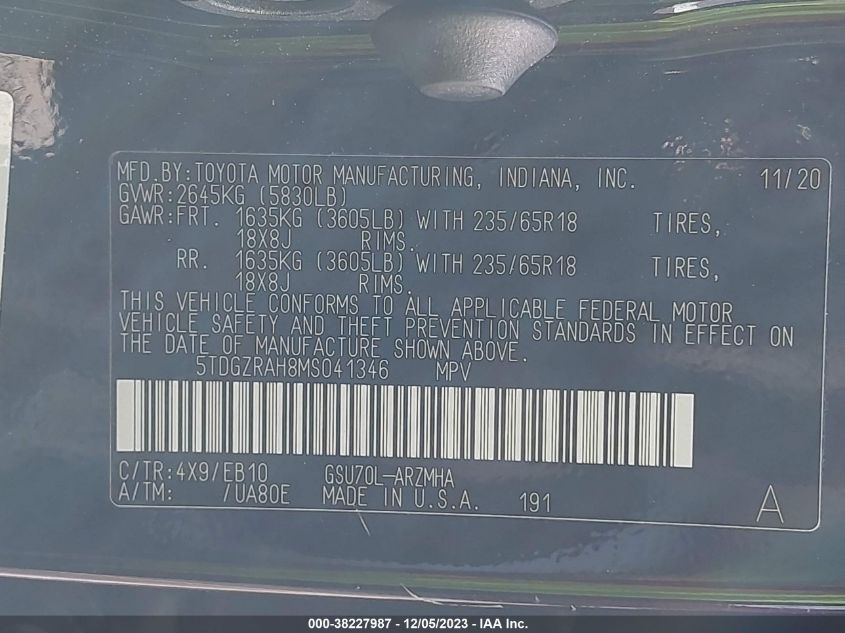 MFD.BY:TOYOTA MOTOR MANUFACTURING, INDIANA, INC. 11/20
GVWR:2645KG (5830LB)
GAWR:FRT. 1635KG (3605LB) WITH 235/65R18 TIRES,
18X8J RIMS.
RR. 1635KG (3605LB) WITH 235/65R18 TIRES,
18X8J RIMS.
THIS VEHICLE CONFORMS TO ALL APPLICABLE FEDERAL MOTOR
VEHICLE SAFETY AND THEFT PREVENTION STANDARDS IN EFFECT ON
THE DATE OF MANUFACTURE SHOWN ABOVE.
5TDGZRAH8MS041346 MPV
C/TR:4X9/EB10 GSU70L-ARZMHA
A/TM: /UA80E MADE IN U.S.A. 191 A
000-38227987 - 12/05/2023 - IAA Inc.